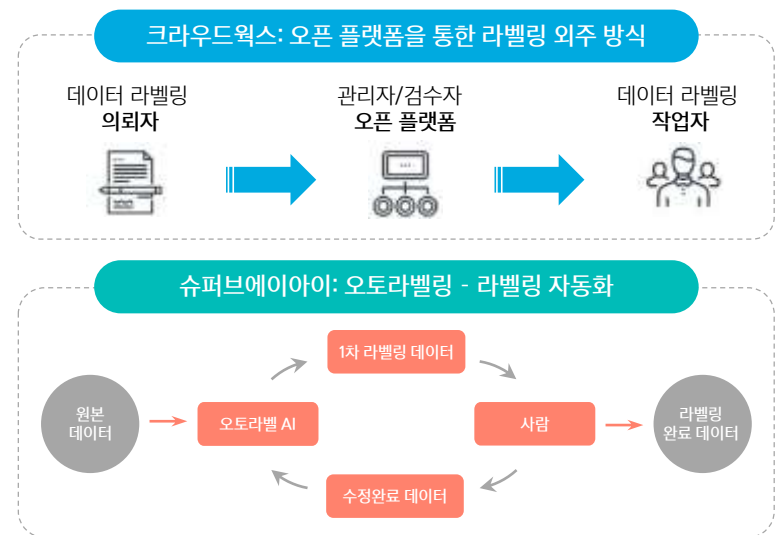 크라우드웍스: 오픈 플랫폼을 통한 라벨링 외주 방식
데이터 라벨링
의뢰자
관리자/검수자
오픈 플랫폼
데이터 라벨링
작업자
슈퍼브에이아이: 오토라벨링 - 라벨링 자동화
1차 라벨링 데이터
원본
데이터
오토라벨 AI
사람
라벨링
완료 데이터
수정완료 데이터